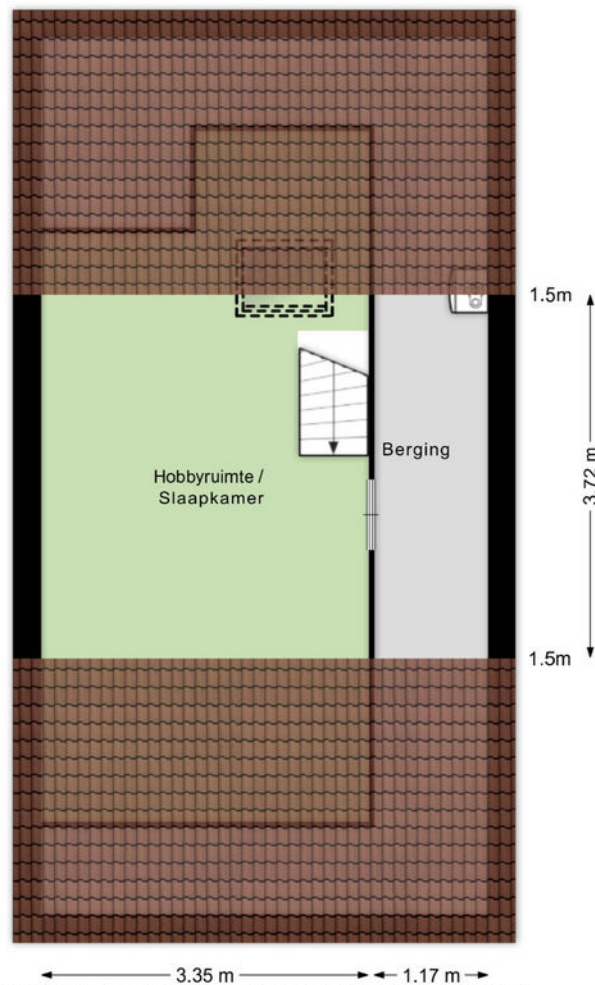 1.5m
Berging
Hobbyruimte /
Slaapkamer
3.72 m
1.5m
3.35 m
1.17 m